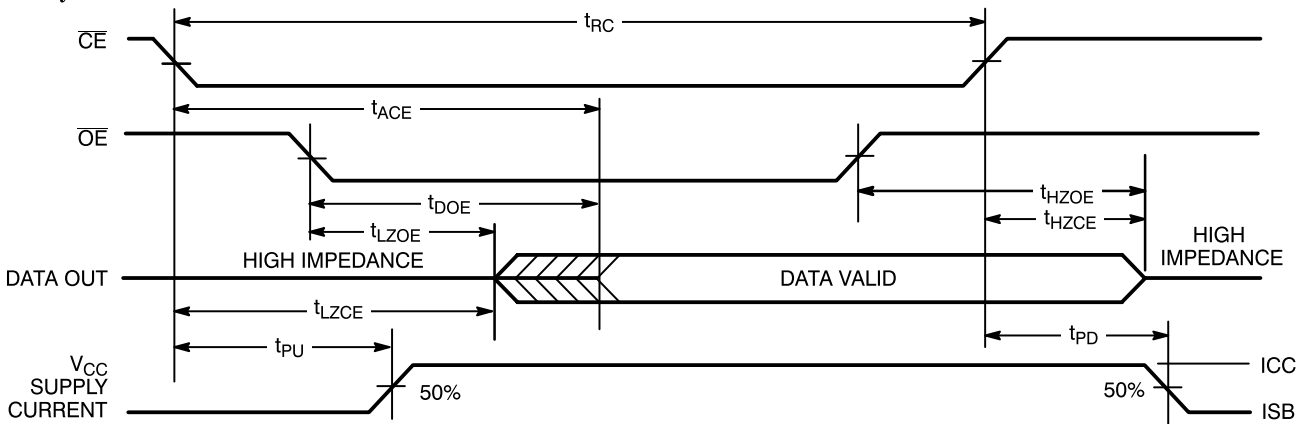 tRC
CE
tACE
OE
tDOE
tHZOE
tLZOE
tHZCE
HIGH IMPEDANCE
HIGH
IMPEDANCE
DATA OUT
DATA VALID
tLZCE
tPU
tPD
VCC
SUPPLY
CURRENT
50%
50%
ICC
ISB